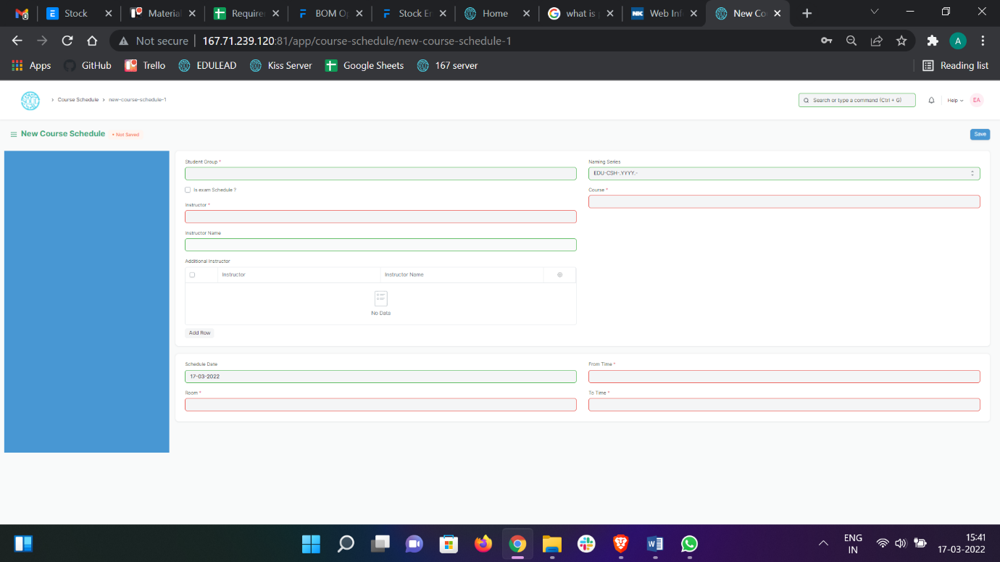 Stock
Material
Requirer
BOM Op
Stock En
Home
what is
Web Inf
New Co
Not secure
167.71.239.120:81/app/course-schedule/new-course-schedule-1
A
Apps
GitHub
Trello
EDULEAD
Kiss Server
Google Sheets
167 server
Reading list
Course Schedule
new-course-schedule-1
Search or type a command (Ctrl + G)
Help
EA
New Course Schedule
Not Saved
Save
Student Group *
Naming Series
EDU-CSH-.YYYY.-
Is exam Schedule ?
Course *
Instructor *
Instructor Name
Additional Instructor
Instructor
Instructor Name
No Data
Add Row
Schedule Date
From Time *
17-03-2022
Room *
To Time *
ENG
IN
15:41
17-03-2022